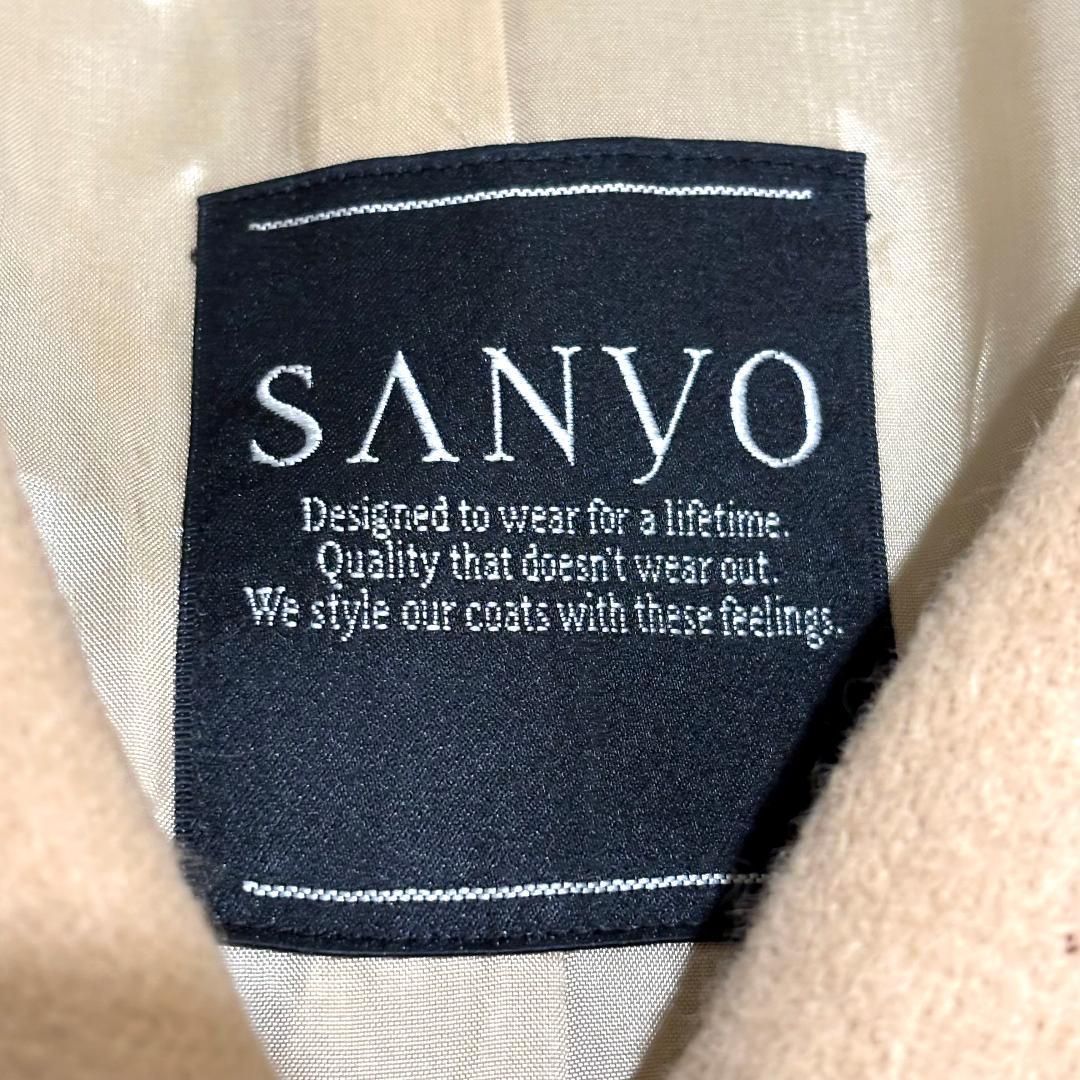 SANYO
Designed to wear for a lifetime.
Quality that doesn't wear out.
We style our coats with these feelings.